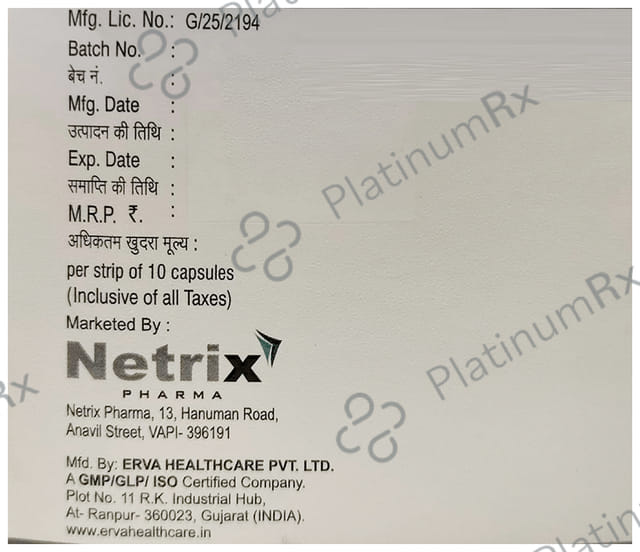 Mfg. Lic. No.: G/25/2194
Batch No. :
बेच नं. :
Mfg. Date :
उत्पादन की तिथि :
Exp. Date :
समाप्ति की तिथि :
M.R.P. ₹. :
अधिकतम खुदरा मूल्य :
per strip of 10 capsules
(Inclusive of all Taxes)
Marketed By :
Netrix
PHARMA
Netrix Pharma, 13, Hanuman Road,
Anavil Street, VAPI- 396191
Mfd. By: ERVA HEALTHCARE PVT. LTD.
A GMP/GLP/ ISO Certified Company.
Plot No. 11 R.K. Industrial Hub,
At- Ranpur- 360023, Gujarat (INDIA).
www.ervahealthcare.in
PlatinumRx
PlatinumRx